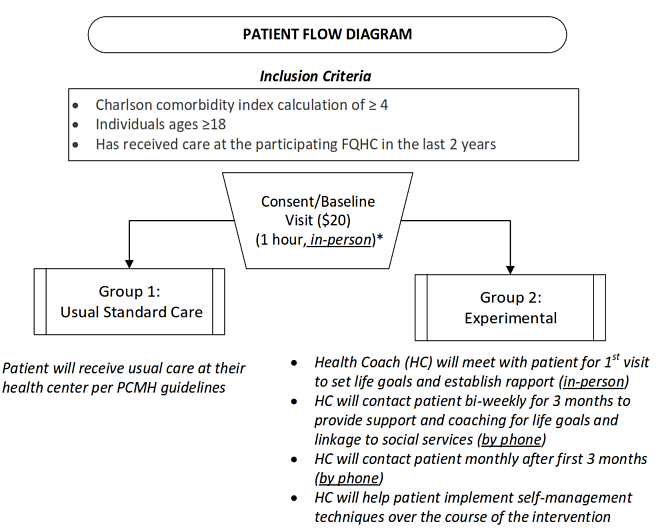 PATIENT FLOW DIAGRAM
Inclusion Criteria
• Charlson comorbidity index calculation of ≥ 4
• Individuals ages ≥18
• Has received care at the participating FQHC in the last 2 years
Consent/Baseline
Visit ($20)
(1 hour, in-person)*
Group 1:
Usual Standard Care
Patient will receive usual care at their
health center per PCMH guidelines
Group 2:
Experimental
• Health Coach (HC) will meet with patient for 1st visit
to set life goals and establish rapport (in-person)
• HC will contact patient bi-weekly for 3 months to
provide support and coaching for life goals and
linkage to social services (by phone)
• HC will contact patient monthly after first 3 months
(by phone)
• HC will help patient implement self-management
techniques over the course of the intervention